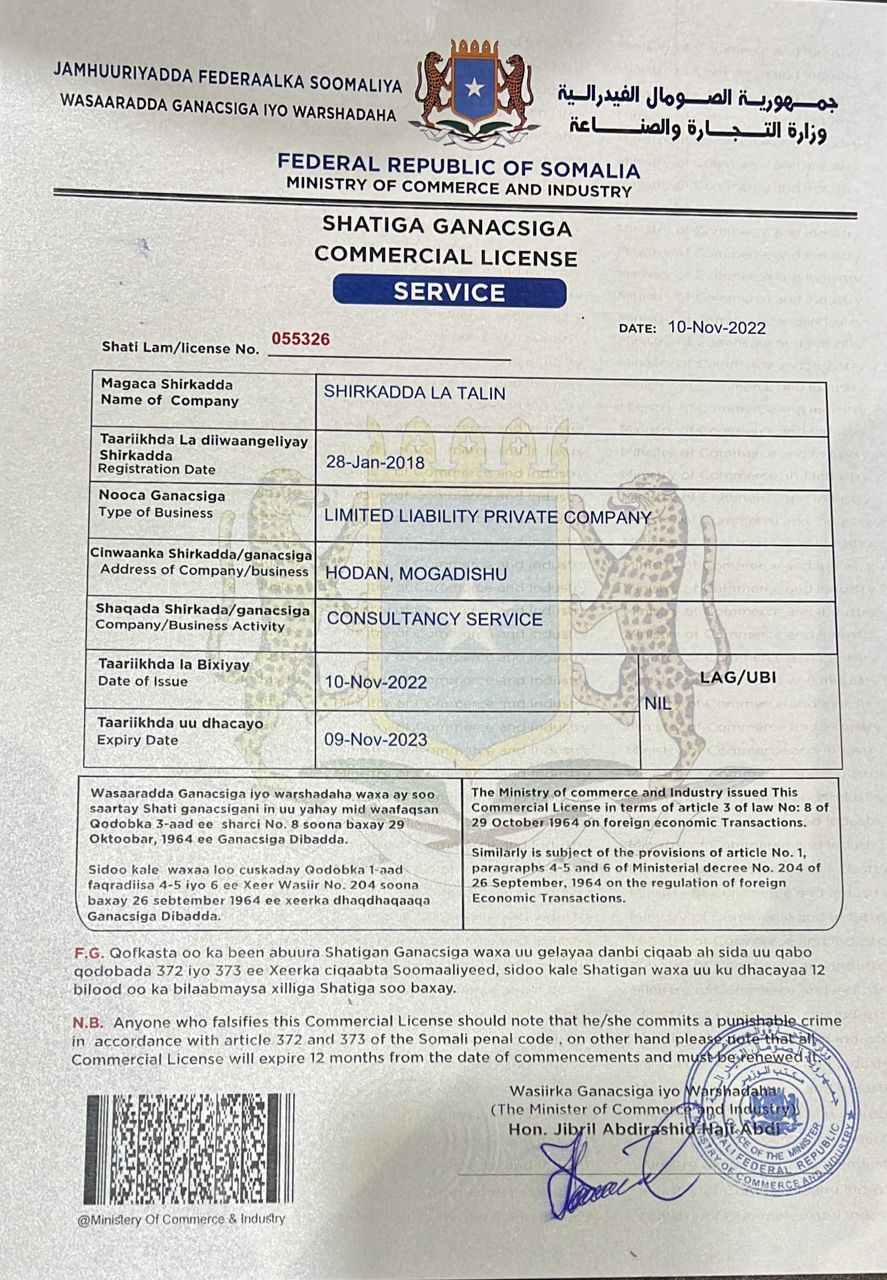 JAMHUURIYADDA FEDERAALKA SOOMALIYA
WASAARADDA GANACSIGA IYO WARSHADAHA
جمـــهوريـة الصـــومال الفيدراليـة
وزارة التـــجـارة والصنـــاعة
FEDERAL REPUBLIC OF SOMALIA
MINISTRY OF COMMERCE AND INDUSTRY
SHATIGA GANACSIGA
COMMERCIAL LICENSE
SERVICE
DATE: 10-Nov-2022
Shati Lam/license No. 055326
Magaca Shirkadda
Name of Company
SHIRKADDA LA TALIN
Taariikhda La diiwaangeliyay
Shirkadda
Registration Date
28-Jan-2018
Nooca Ganacsiga
Type of Business
LIMITED LIABILITY PRIVATE COMPANY
Cinwaanka Shirkadda/ganacsiga
Address of Company/business
HODAN, MOGADISHU
Shaqada Shirkada/ganacsiga
Company/Business Activity
CONSULTANCY SERVICE
Taariikhda la Bixiyay
Date of Issue
10-Nov-2022
LAG/UBI
NIL
Taariikhda uu dhacayo
Expiry Date
09-Nov-2023
Wasaaradda Ganacsiga iyo warshadaha waxa ay soo
saartay Shati ganacsigani in uu yahay mid waafaqsan
Qodobka 3-aad ee sharci No. 8 soona baxay 29
Oktoobar, 1964 ee Ganacsiga Dibadda.
Sidoo kale waxaa loo cuskaday Qodobka 1-aad
faqradiisa 4-5 iyo 6 ee Xeer Wasiir No. 204 soona
baxay 26 sebtember 1964 ee xeerka dhaqdhaqaaqa
Ganacsiga Dibadda.
The Ministry of commerce and Industry issued This
Commercial License in terms of article 3 of law No: 8 of
29 October 1964 on foreign economic Transactions.
Similarly is subject of the provisions of article No. 1,
paragraphs 4-5 and 6 of Ministerial decree No. 204 of
26 September, 1964 on the regulation of foreign
Economic Transactions.
F.G. Qofkasta oo ka been abuura Shatigan Ganacsiga waxa uu gelayaa danbi ciqaab ah sida uu qabo
qodobada 372 iyo 373 ee Xeerka ciqaabta Soomaaliyeed, sidoo kale Shatigan waxa uu ku dhacayaa 12
bilood oo ka bilaabmaysa xilliga Shatiga soo baxay.
N.B. Anyone who falsifies this Commercial License should note that he/she commits a punishable crime
in accordance with article 372 and 373 of the Somali penal code , on other hand please note that all
Commercial License will expire 12 months from the date of commencements and must be renewed it.
Wasiirka Ganacsiga iyo Warshadaha
(The Minister of Commerce and Industry)
Hon. Jibril Abdirashid Haji Abdi
OFFICE OF THE MINISTER
SOMALI FEDERAL REPUBLIC
MINISTRY OF COMMERCE AND INDUSTRY
@Ministery Of Commerce & Industry